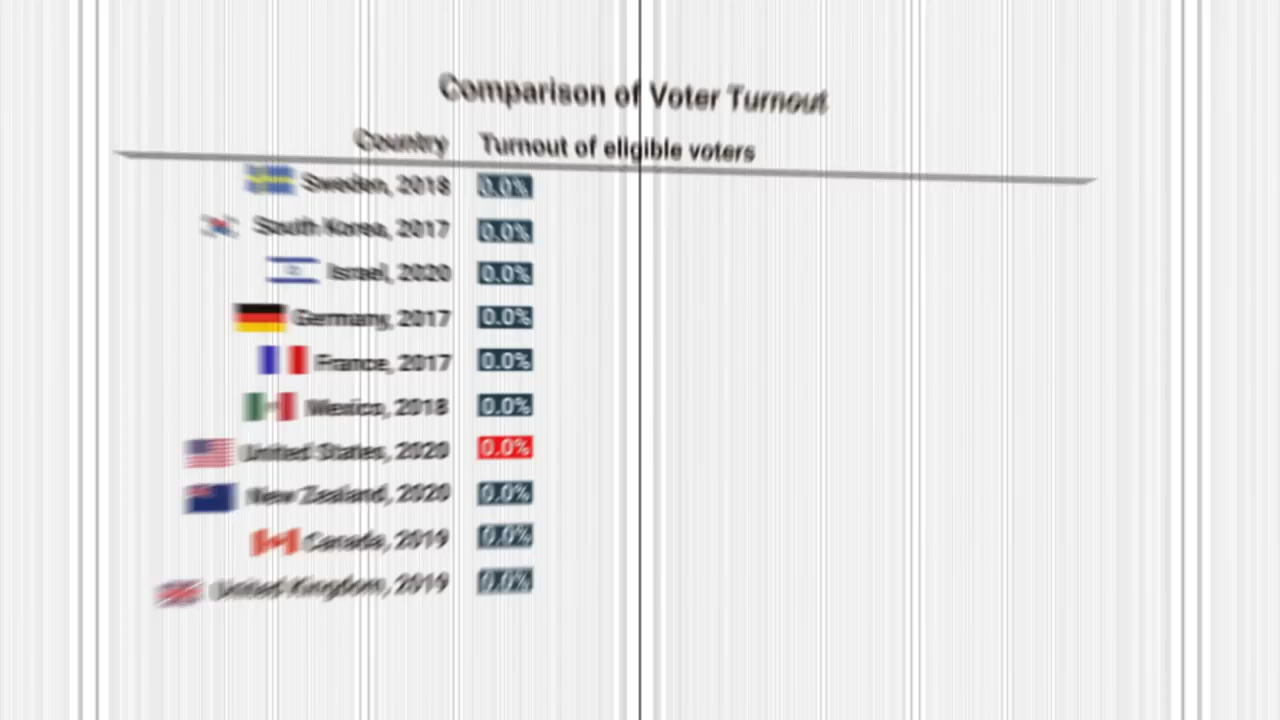 Comparison of Voter Turnout
Country Turnout of eligible voters
Sweden, 2018 0.0%
South Korea, 2017 0.0%
Israel, 2020 0.0%
Germany, 2017 0.0%
France, 2017 0.0%
Mexico, 2018 0.0%
United States, 2020 0.0%
New Zealand, 2020 0.0%
Canada, 2019 0.0%
United Kingdom, 2019 0.0%